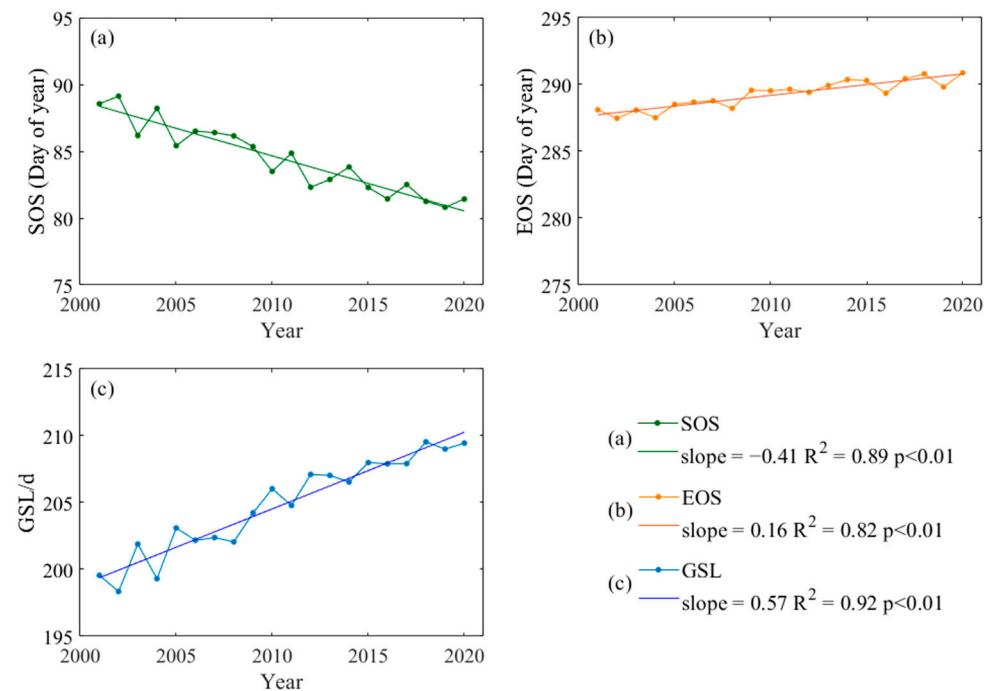 (a)
95
90
85
80
75
SOS (Day of year)
2000 2005 2010 2015 2020
Year
(b)
295
290
285
280
275
EOS (Day of year)
2000 2005 2010 2015 2020
Year
(c)
215
210
205
200
195
GSL/d
2000 2005 2010 2015 2020
Year
(a) SOS
slope = −0.41 R² = 0.89 p<0.01
(b) EOS
slope = 0.16 R² = 0.82 p<0.01
(c) GSL
slope = 0.57 R² = 0.92 p<0.01